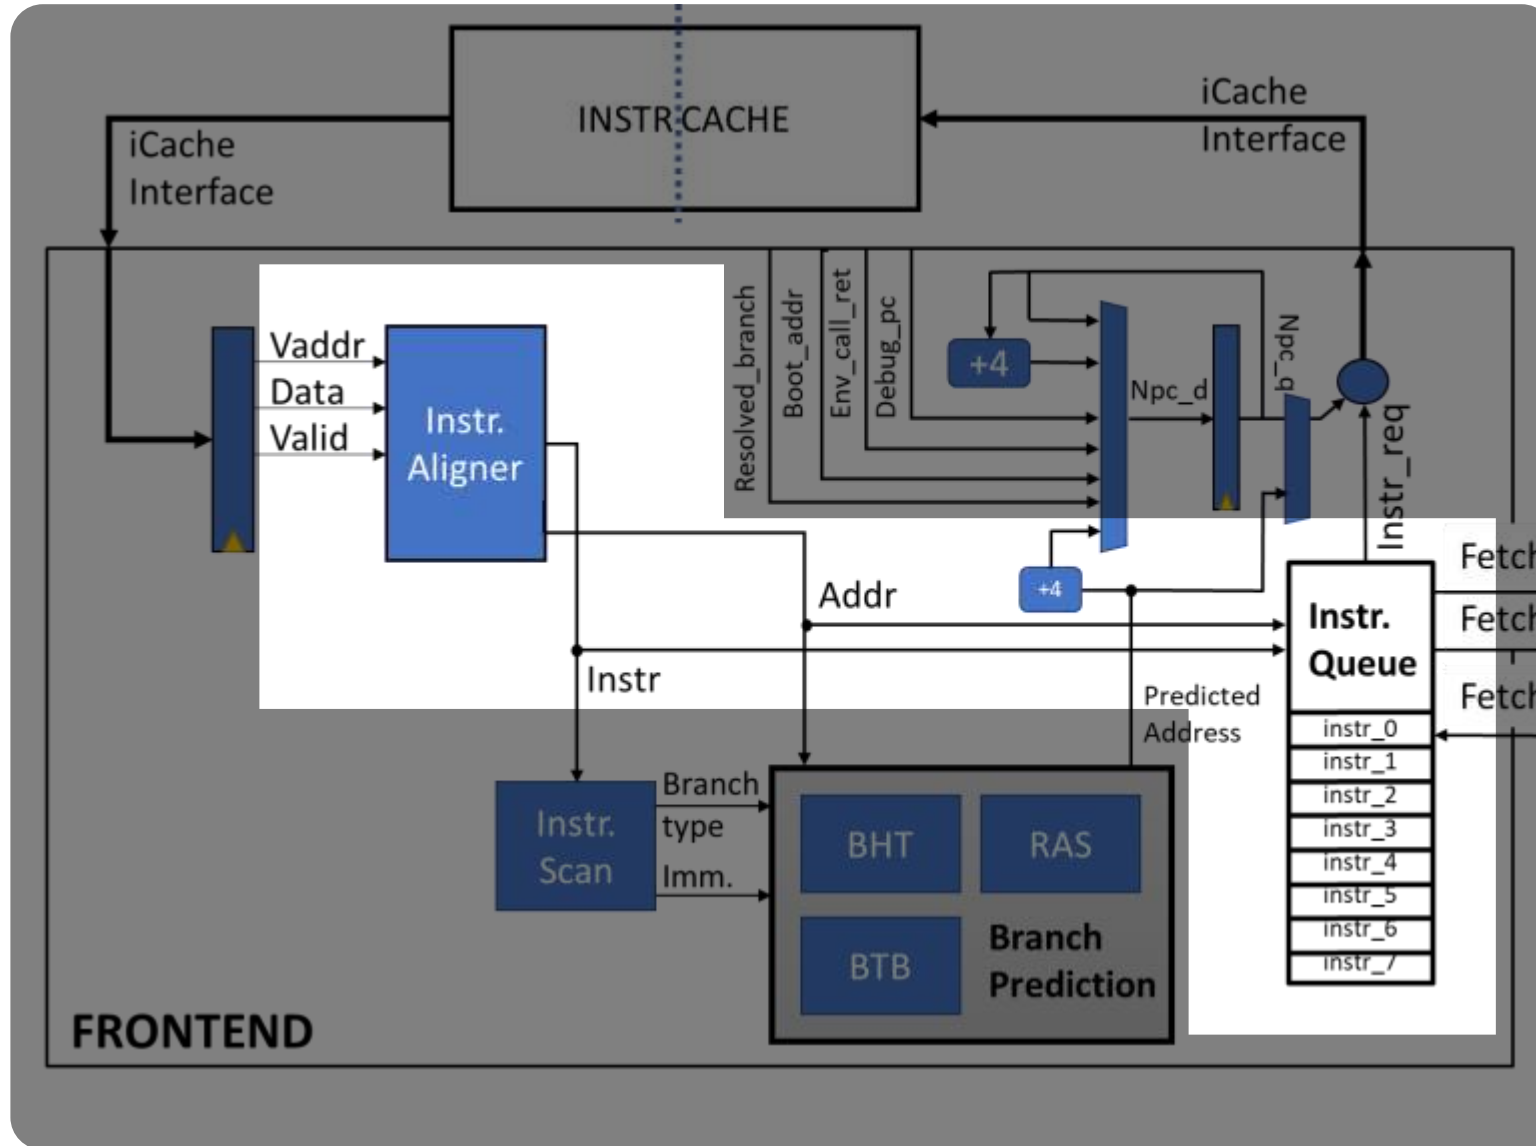 INSTR CACHE
iCache
Interface
iCache
Interface
Vaddr
Data
Valid
Instr.
Aligner
Resolved_branch
Boot_addr
Env_call_ret
Debug_pc
+4
Npc_d
Npc_q
Instr_req
+4
Addr
Instr
Predicted
Address
Instr.
Queue
instr_0
instr_1
instr_2
instr_3
instr_4
instr_5
instr_6
instr_7
Fetch
Fetch
Fetch
Instr.
Scan
Branch
type
Imm.
BHT
RAS
BTB
Branch
Prediction
FRONTEND